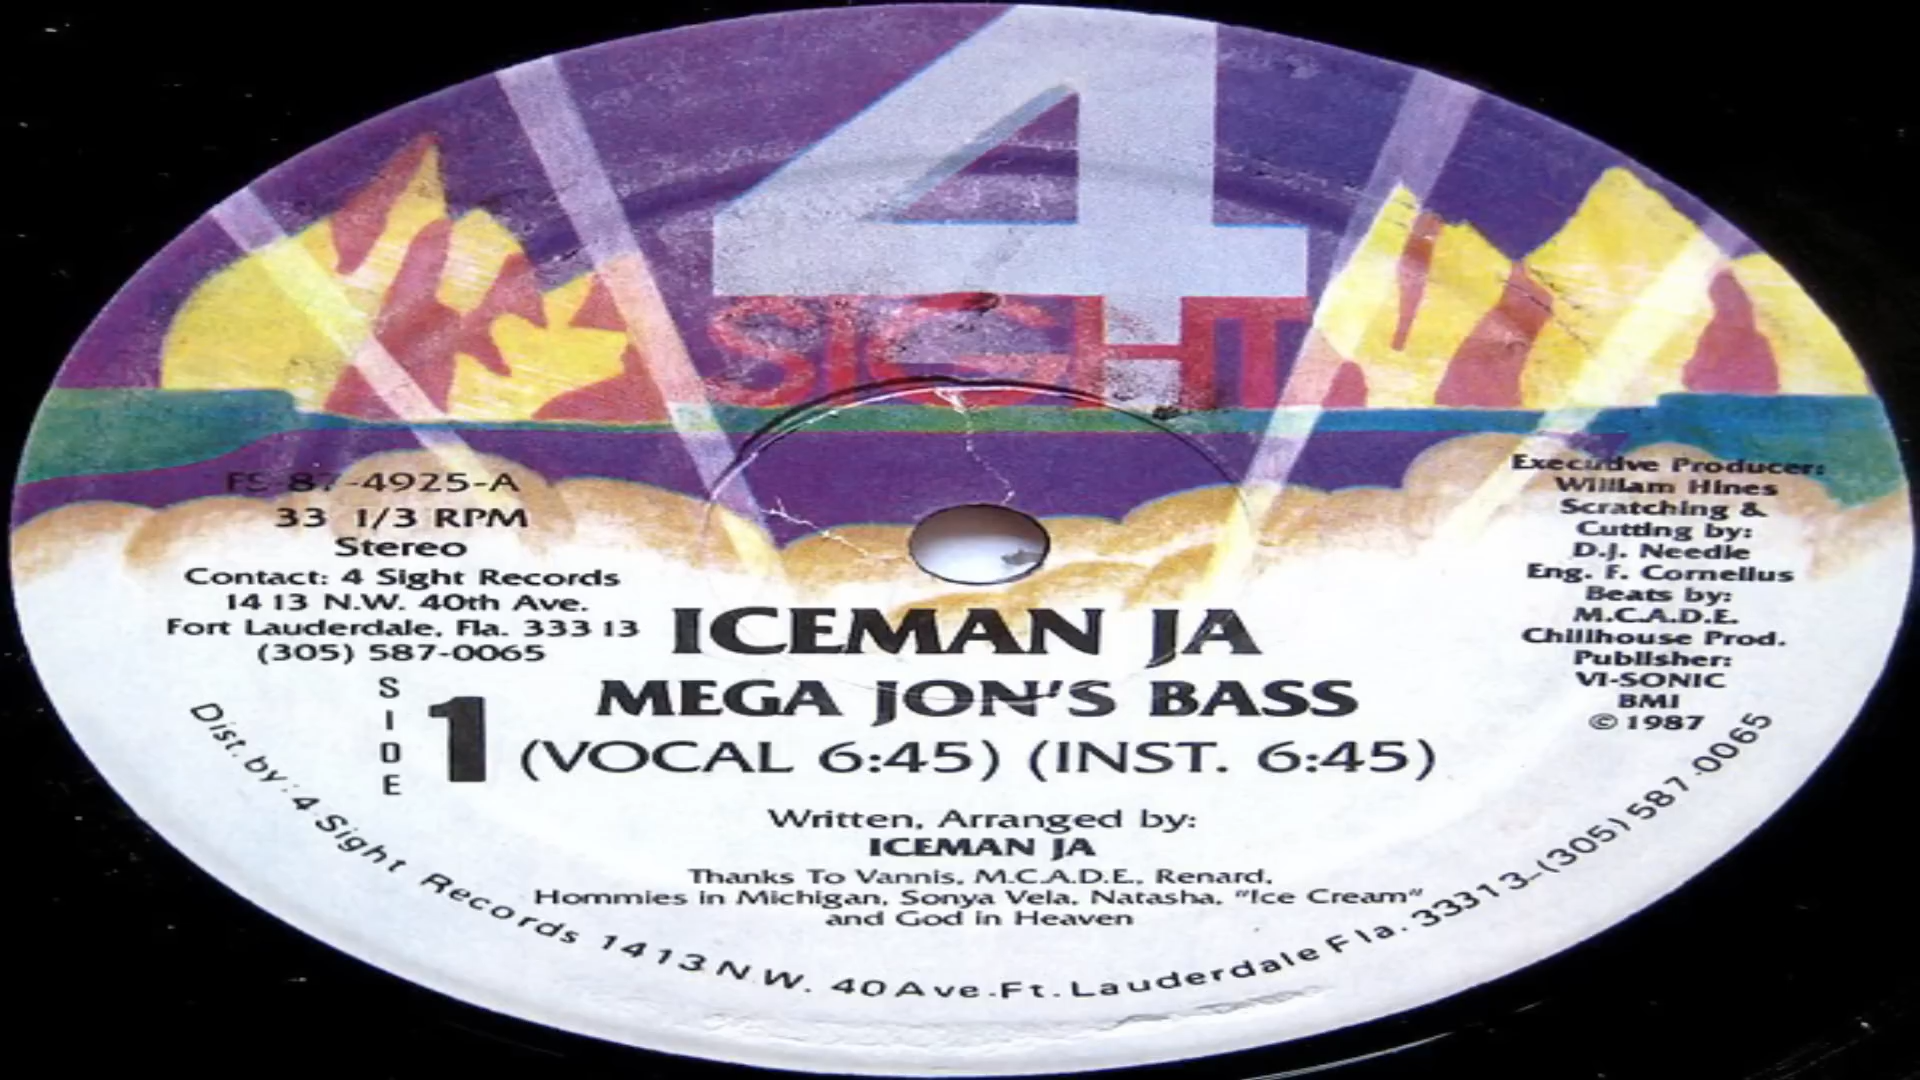 4
SIGHT
FS-87-4925-A
33 1/3 RPM
Stereo
Contact: 4 Sight Records
1413 N.W. 40th Ave.
Fort Lauderdale, Fla. 33313
(305) 587-0065
SIDE
1
Executive Producer:
William Hines
Scratching &
Cutting by:
D.J. Needle
Eng. F. Cornelius
Beats by:
M.C.A.D.E.
Chillhouse Prod.
Publisher:
VI-SONIC
BMI
© 1987
ICEMAN JA
MEGA JON'S BASS
(VOCAL 6:45) (INST. 6:45)
Written, Arranged by:
ICEMAN JA
Thanks To Vannis, M.C.A.D.E., Renard,
Hommies in Michigan, Sonya Vela, Natasha, "Ice Cream"
and God in Heaven
Dist. by: 4-Sight Records 1413 N.W. 40 Ave. Ft. Lauderdale Fla. 33313-(305) 587-0065